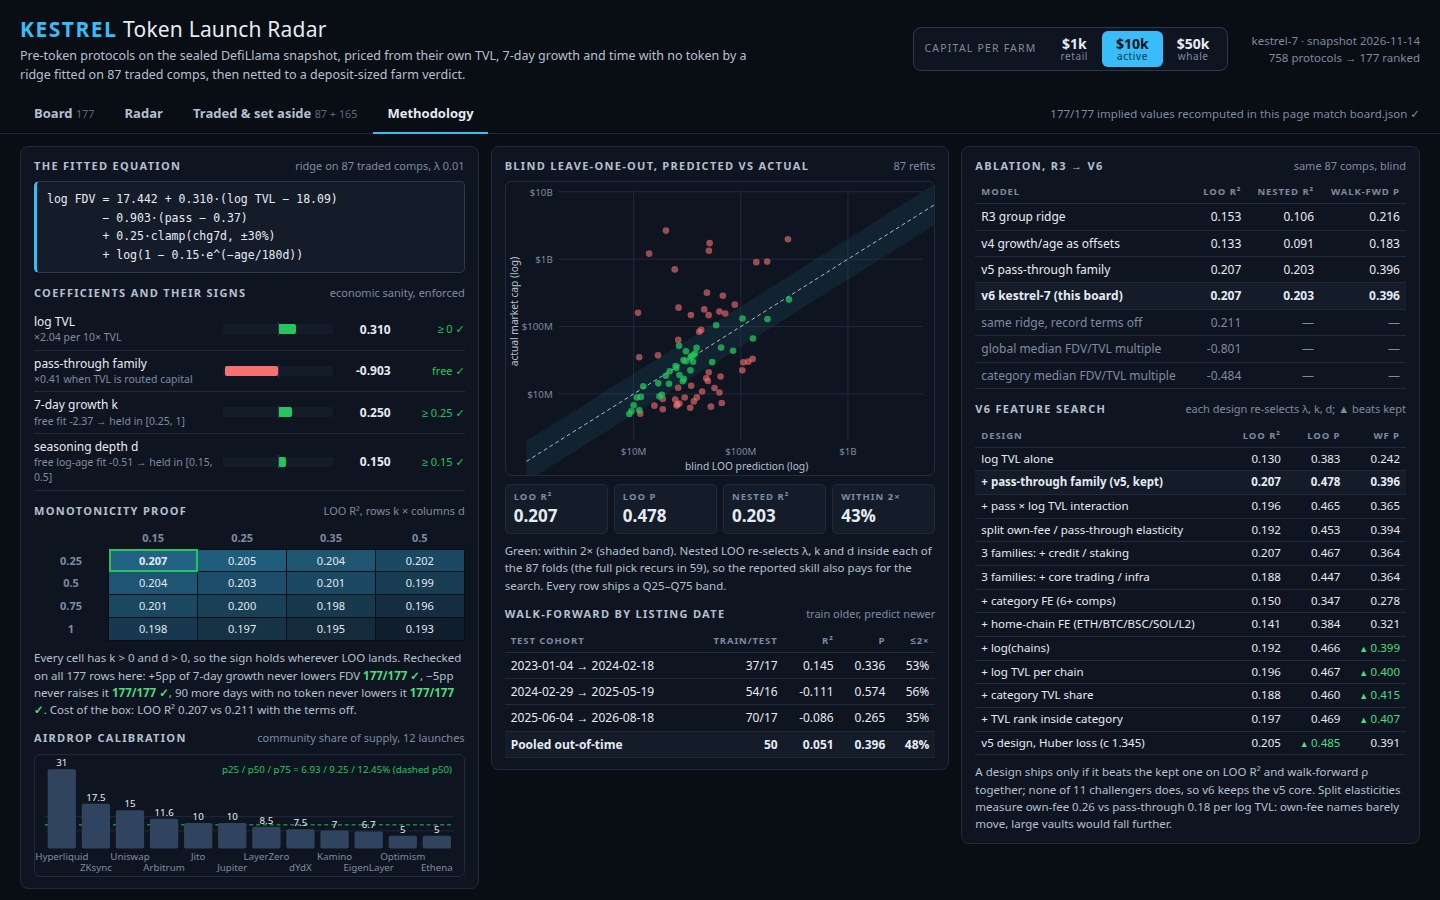 KESTREL Token Launch Radar
Pre-token protocols on the sealed DefiLlama snapshot, priced from their own TVL, 7-day growth and time with no token by a
ridge fitted on 87 traded comps, then netted to a deposit-sized farm verdict.
CAPITAL PER FARM
$1k
retail
$10k
active
$50k
whale
kestrel-7 · snapshot 2026-11-14
758 protocols → 177 ranked
Board 177
Radar
Traded & set aside 87 + 165
Methodology
177/177 implied values recomputed in this page match board.json ✓
THE FITTED EQUATION
ridge on 87 traded comps, λ 0.01
log FDV = 17.442 + 0.310·(log TVL − 18.09)
− 0.903·(pass − 0.37)
+ 0.25·clamp(chg7d, ±30%)
+ log(1 − 0.15·e^(−age/180d))
COEFFICIENTS AND THEIR SIGNS
economic sanity, enforced
log TVL
×2.04 per 10× TVL
0.310
≥ 0 ✓
pass-through family
×0.41 when TVL is routed capital
-0.903
free ✓
7-day growth k
free fit -2.37 → held in [0.25, 1]
0.250
≥ 0.25 ✓
seasoning depth d
free log-age fit -0.51 → held in [0.15,
0.5]
0.150
≥ 0.15 ✓
MONOTONICITY PROOF
LOO R², rows k × columns d
0.15 0.25 0.35 0.5
0.25 0.207 0.205 0.204 0.202
0.5 0.204 0.203 0.201 0.199
0.75 0.201 0.200 0.198 0.196
1 0.198 0.197 0.195 0.193
Every cell has k > 0 and d > 0, so the sign holds wherever LOO lands. Rechecked
on all 177 rows here: +5pp of 7-day growth never lowers FDV 177/177 ✓, −5pp
never raises it 177/177 ✓, 90 more days with no token never lowers it 177/177
✓. Cost of the box: LOO R² 0.207 vs 0.211 with the terms off.
AIRDROP CALIBRATION
community share of supply, 12 launches
p25 / p50 / p75 = 6.93 / 9.25 / 12.45% (dashed p50)
31 17.5 15 11.6 10 10 8.5 7.5 7 6.7 5 5
Hyperliquid Uniswap Jito LayerZero Kamino Optimism
ZKsync Arbitrum Jupiter dYdX EigenLayer Ethena
BLIND LEAVE-ONE-OUT, PREDICTED VS ACTUAL
87 refits
actual market cap (log)
$10B
$1B
$100M
$10M
$10M $100M $1B
blind LOO prediction (log)
LOO R²
0.207
LOO Ρ
0.478
NESTED R²
0.203
WITHIN 2×
43%
Green: within 2× (shaded band). Nested LOO re-selects λ, k and d inside each of
the 87 folds (the full pick recurs in 59), so the reported skill also pays for the
search. Every row ships a Q25–Q75 band.
WALK-FORWARD BY LISTING DATE
train older, predict newer
TEST COHORT TRAIN/TEST R² Ρ ≤2×
2023-01-04 → 2024-02-18 37/17 0.145 0.336 53%
2024-02-29 → 2025-05-19 54/16 -0.111 0.574 56%
2025-06-04 → 2026-08-18 70/17 -0.086 0.265 35%
Pooled out-of-time 50 0.051 0.396 48%
ABLATION, R3 → V6
same 87 comps, blind
MODEL LOO R² NESTED R² WALK-FWD Ρ
R3 group ridge 0.153 0.106 0.216
v4 growth/age as offsets 0.133 0.091 0.183
v5 pass-through family 0.207 0.203 0.396
v6 kestrel-7 (this board) 0.207 0.203 0.396
same ridge, record terms off 0.211 — —
global median FDV/TVL multiple -0.801 — —
category median FDV/TVL multiple -0.484 — —
V6 FEATURE SEARCH
each design re-selects λ, k, d; ▲ beats kept
DESIGN LOO R² LOO Ρ WF Ρ
log TVL alone 0.130 0.383 0.242
+ pass-through family (v5, kept) 0.207 0.478 0.396
+ pass × log TVL interaction 0.196 0.465 0.365
split own-fee / pass-through elasticity 0.192 0.453 0.394
3 families: + credit / staking 0.207 0.467 0.364
3 families: + core trading / infra 0.188 0.447 0.364
+ category FE (6+ comps) 0.150 0.347 0.278
+ home-chain FE (ETH/BTC/BSC/SOL/L2) 0.141 0.384 0.321
+ log(chains) 0.192 0.466 ▲ 0.399
+ log TVL per chain 0.196 0.467 ▲ 0.400
+ category TVL share 0.188 0.460 ▲ 0.415
+ TVL rank inside category 0.197 0.469 ▲ 0.407
v5 design, Huber loss (c 1.345) 0.205 ▲ 0.485 0.391
A design ships only if it beats the kept one on LOO R² and walk-forward ρ
together; none of 11 challengers does, so v6 keeps the v5 core. Split elasticities
measure own-fee 0.26 vs pass-through 0.18 per log TVL: own-fee names barely
move, large vaults would fall further.